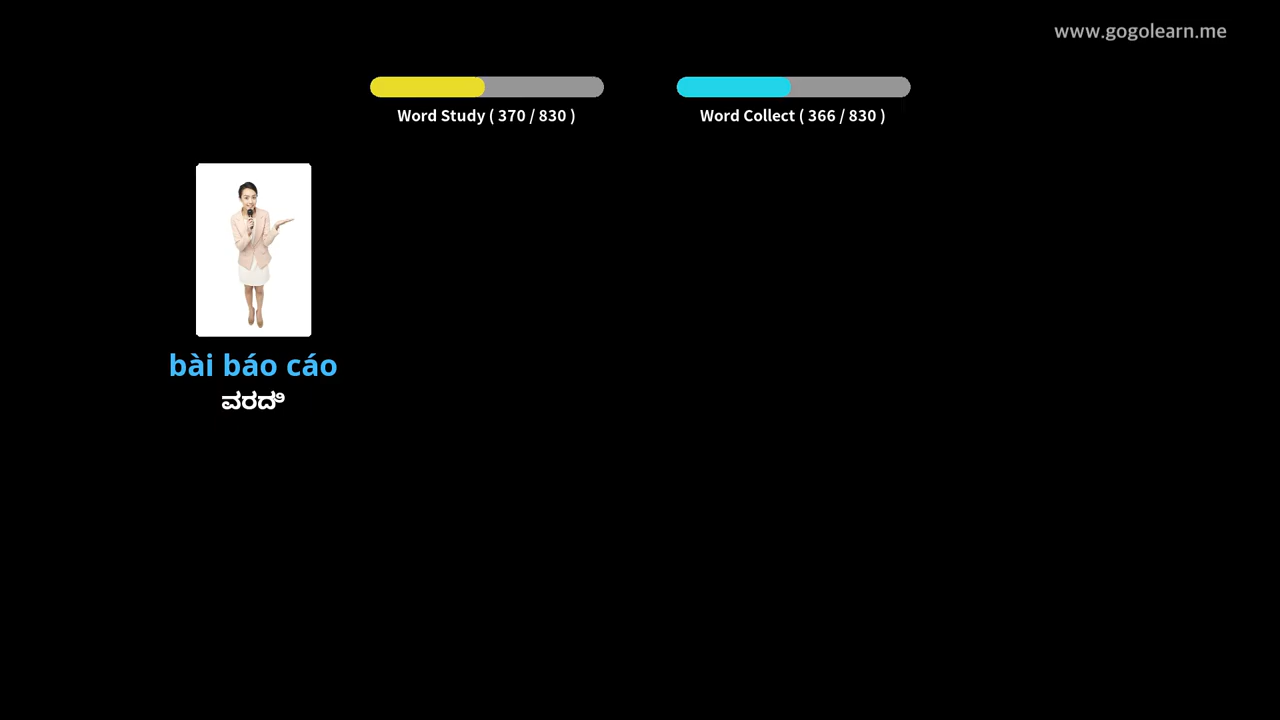 www.gogolearn.me
Word Study ( 370 / 830 )
Word Collect ( 366 / 830 )
bài báo cáo
ವರದಿ